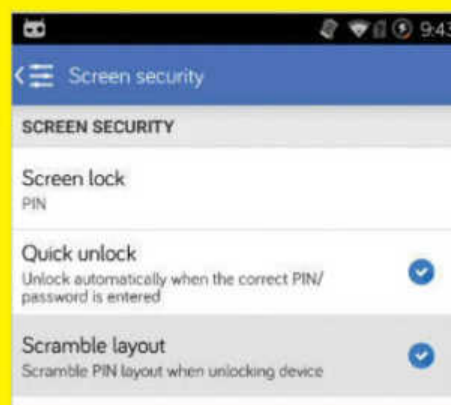 9:43
Screen security
SCREEN SECURITY
Screen lock
PIN
Quick unlock
Unlock automatically when the correct PIN/
password is entered
Scramble layout
Scramble PIN layout when unlocking device